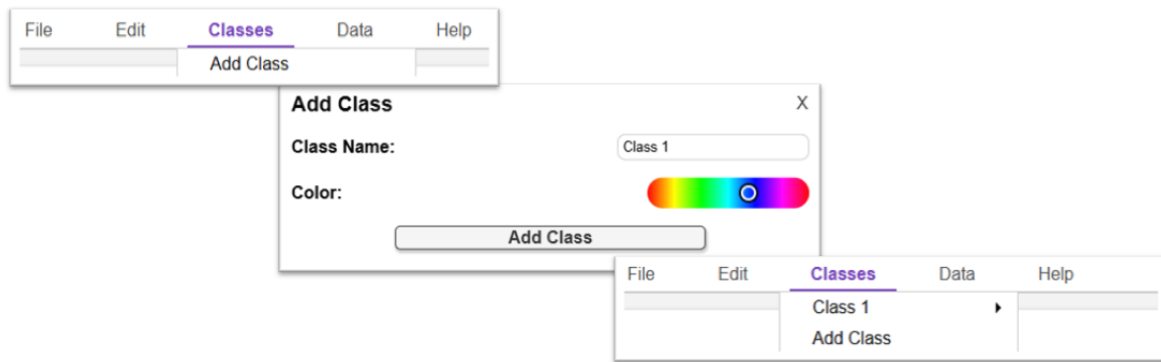 File Edit Classes Data Help
Add Class
Add Class X
Class Name: Class 1
Color:
Add Class
File Edit Classes Data Help
Class 1
Add Class